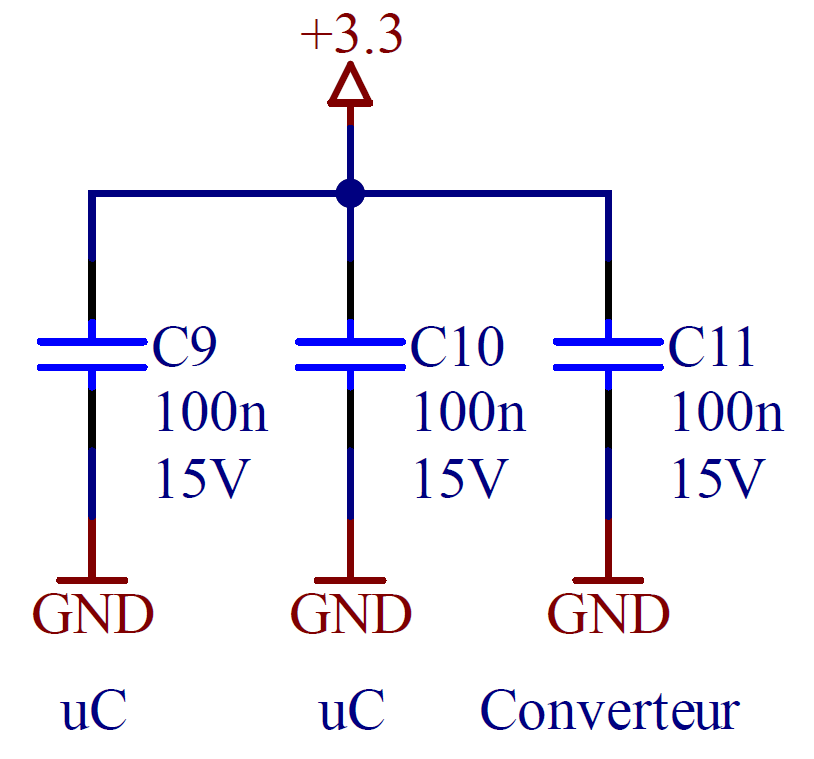 +3.3
C9
100n
15V
C10
100n
15V
C11
100n
15V
GND
GND
GND
uC
uC
Converteur